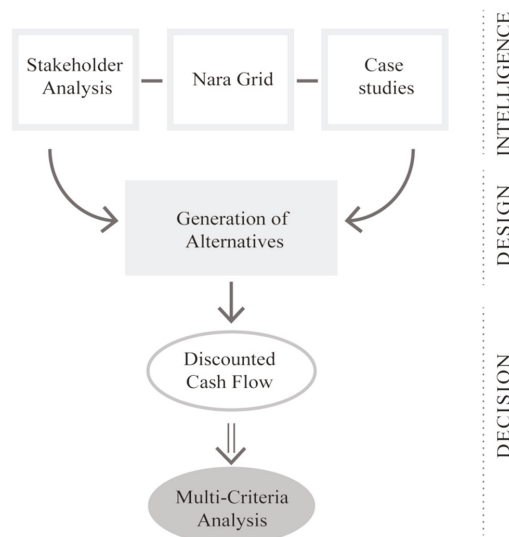 Stakeholder
Analysis
Nara Grid
Case
studies
INTELLIGENCE
Generation of
Alternatives
DESIGN
Discounted
Cash Flow
DECISION
Multi-Criteria
Analysis